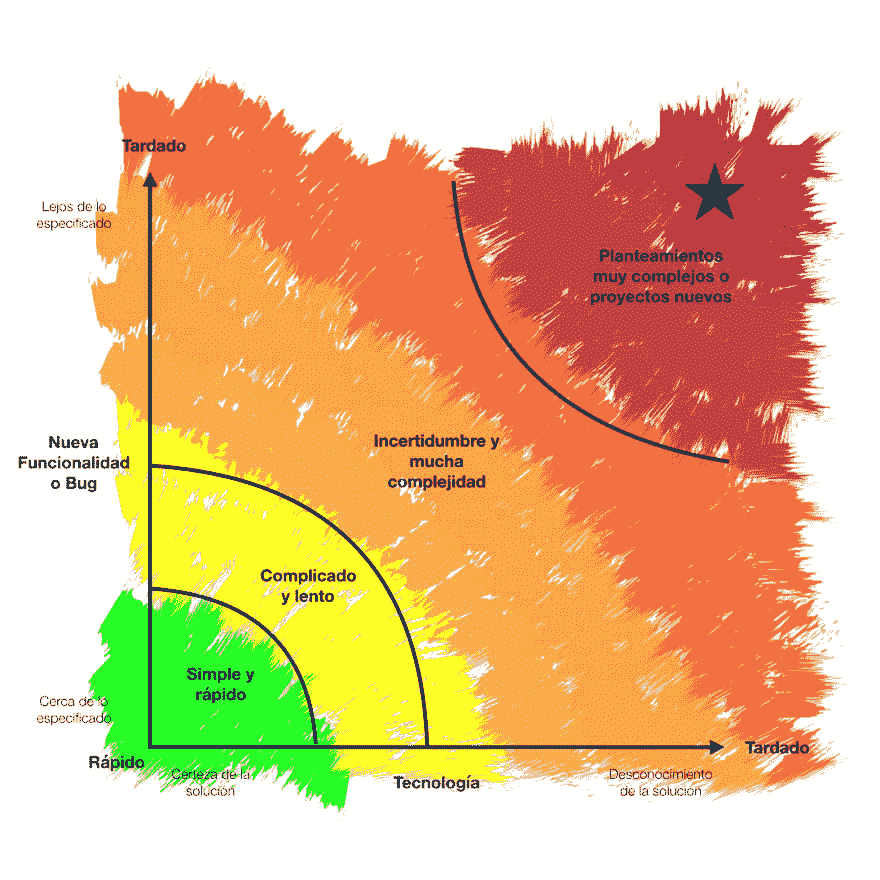 Tardado
Lejos de lo
especificado
Planteamientos
muy complejos o
proyectos nuevos
Nueva
Funcionalidad
o Bug
Incertidumbre y
mucha
complejidad
Complicado
y lento
Simple y
rápido
Cerca de lo
especificado
Rápido
Certeza de la
solución
Tecnología
Desconocimiento
de la solución
Tardado